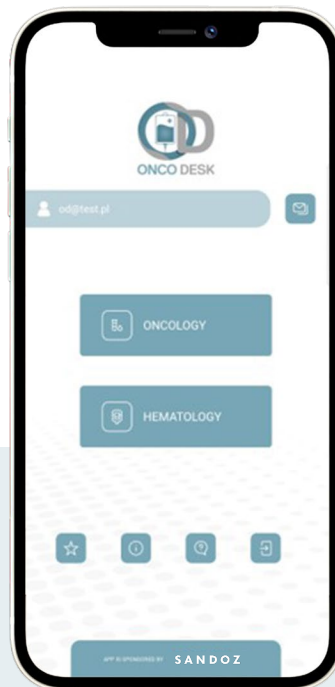 ONCO DESK
od@test.pl
ONCOLOGY
HEMATOLOGY
APP IS SPONSORED BY SANDOZ